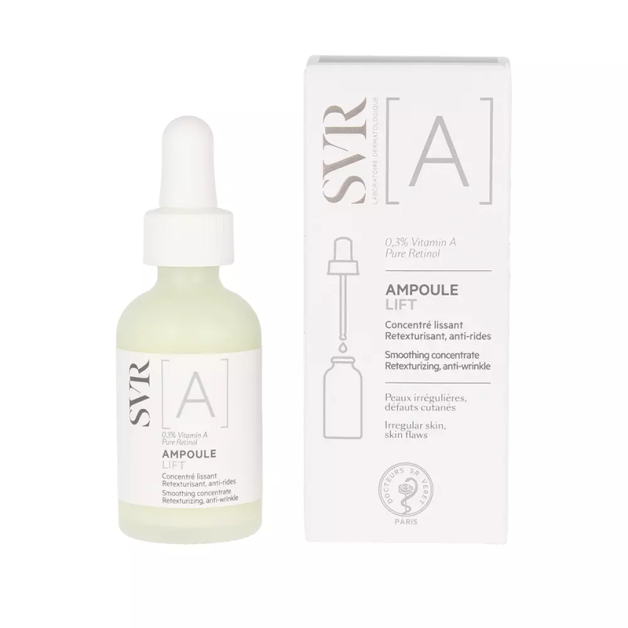 SVR
LABORATOIRE DERMATOLOGIQUE
[A]
0,3% Vitamin A
Pure Retinol
AMPOULE
LIFT
Concentré lissant
Retexturisant, anti-rides
Smoothing concentrate
Retexturizing, anti-wrinkle
Peaux irrégulières,
défauts cutanés
Irregular skin,
skin flaws
DOCTEURS SR VERET
PARIS
SVR
[A]
0,3% Vitamin A
Pure Retinol
AMPOULE
LIFT
Concentré lissant
Retexturisant, anti-rides
Smoothing concentrate
Retexturizing, anti-wrinkle